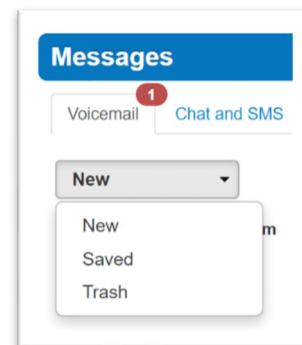 Messages
1
Voicemail Chat and SMS
New
New m
Saved
Trash